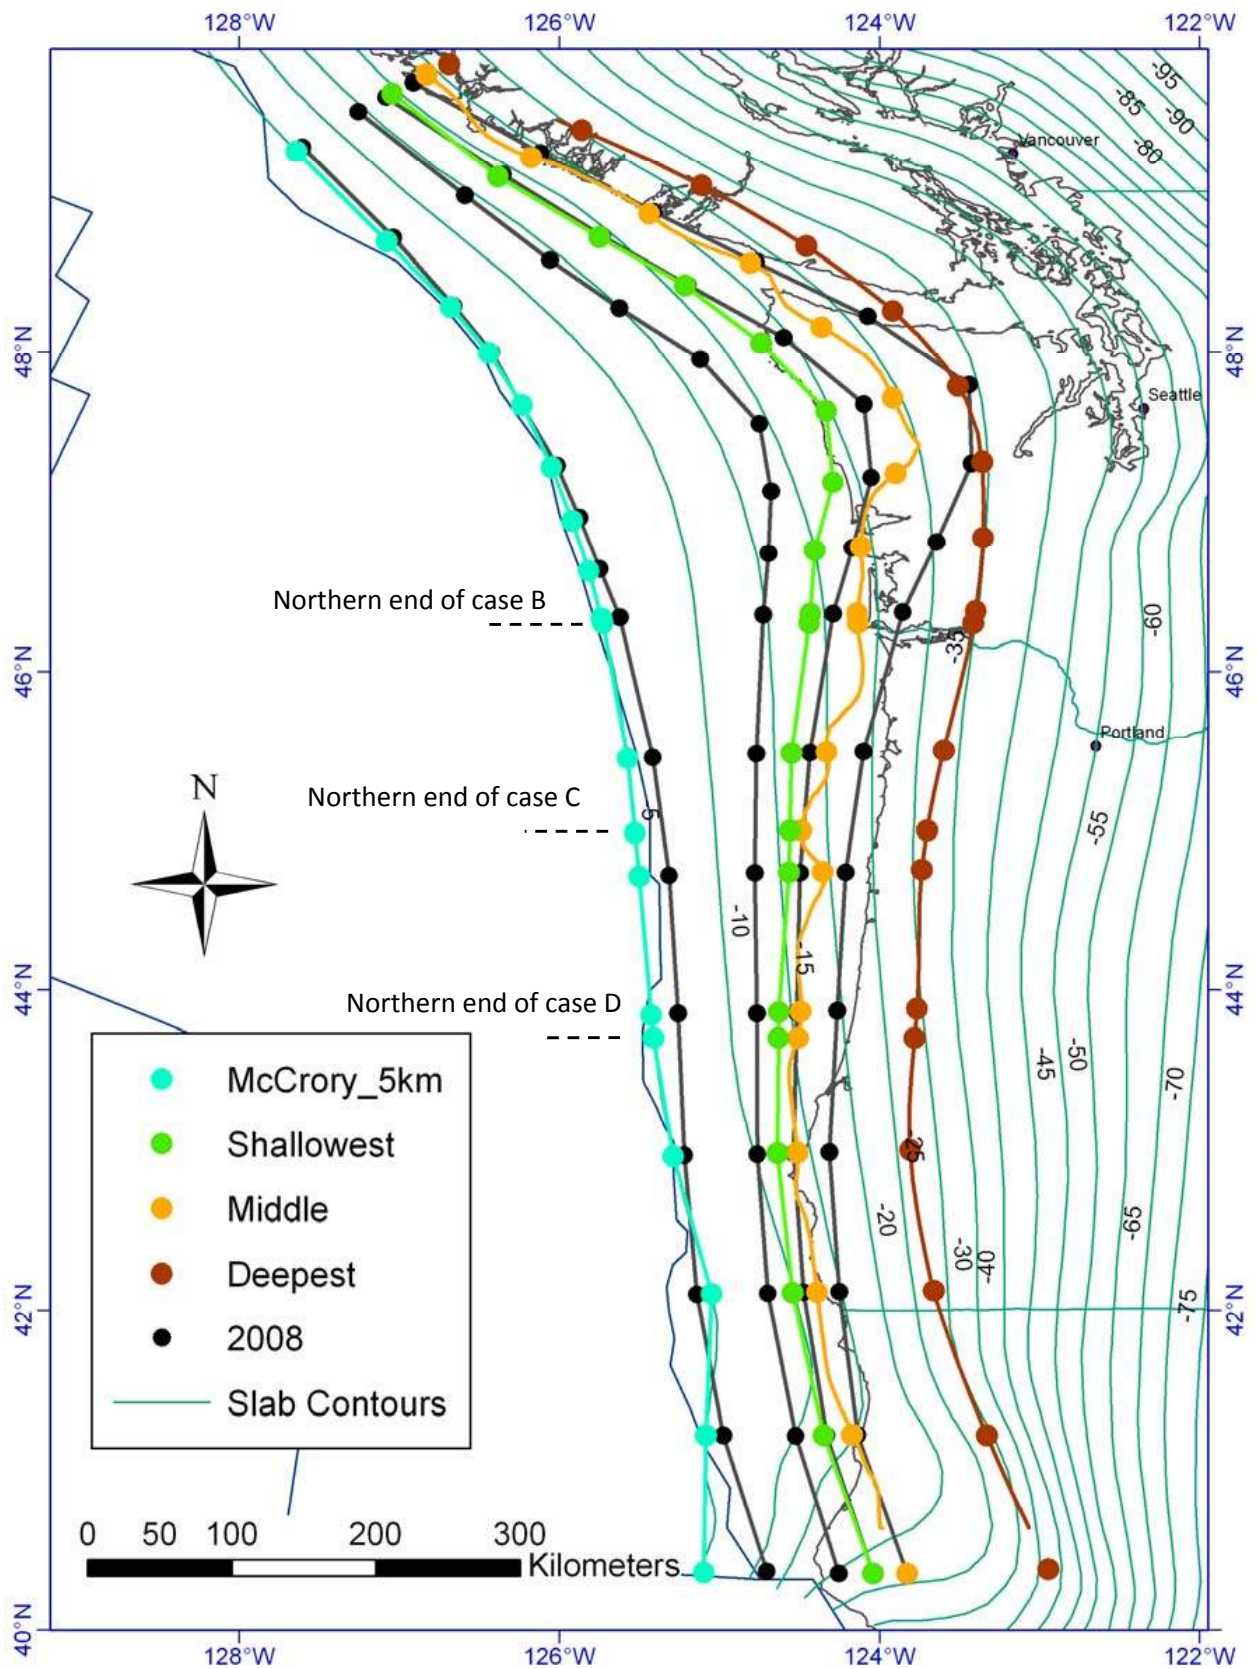 128°W
126°W
124°W
122°W
-95
-85
-90
-80
Vancouver
48°N
48°N
Seattle
Northern end of case B
-60
-35
46°N
46°N
Portland
N
Northern end of case C
5
-55
-10
-15
44°N
44°N
Northern end of case D
McCrory_5km
-45
-50
-70
Shallowest
-25
Middle
-20
-65
-30
-40
Deepest
42°N
42°N
-75
2008
Slab Contours
0 50 100 200 300
Kilometers
40°N
40°N
128°W
126°W
124°W
122°W